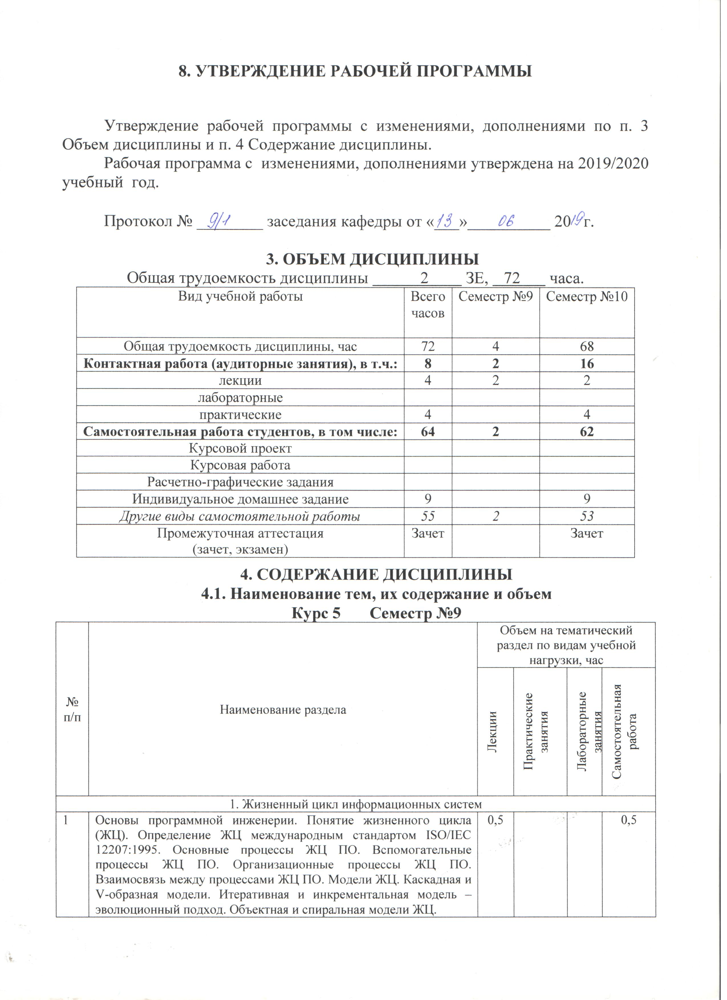 8. УТВЕРЖДЕНИЕ РАБОЧЕЙ ПРОГРАММЫ
Утверждение рабочей программы с изменениями, дополнениями по п. 3
Объем дисциплины и п. 4 Содержание дисциплины.
Рабочая программа с изменениями, дополнениями утверждена на 2019/2020
учебный год.
Протокол № 9/1 заседания кафедры от «13» 06 2019г.
3. ОБЪЕМ ДИСЦИПЛИНЫ
Общая трудоемкость дисциплины 2 ЗЕ, 72 часа.
Вид учебной работы Всего Семестр №9 Семестр №10
часов
Общая трудоемкость дисциплины, час 72 4 68
Контактная работа (аудиторные занятия), в т.ч.: 8 2 16
лекции 4 2 2
лабораторные
практические 4 4
Самостоятельная работа студентов, в том числе: 64 2 62
Курсовой проект
Курсовая работа
Расчетно-графические задания
Индивидуальное домашнее задание 9 9
Другие виды самостоятельной работы 55 2 53
Промежуточная аттестация Зачет Зачет
(зачет, экзамен)
4. СОДЕРЖАНИЕ ДИСЦИПЛИНЫ
4.1. Наименование тем, их содержание и объем
Курс 5 Семестр №9
№
п/п
Наименование раздела
Объем на тематический
раздел по видам учебной
нагрузки, час
Лекции
Практические
занятия
Лабораторные
занятия
Самостоятельная
работа
1. Жизненный цикл информационных систем
1 Основы программной инженерии. Понятие жизненного цикла 0,5 0,5
(ЖЦ). Определение ЖЦ международным стандартом ISO/IEC
12207:1995. Основные процессы ЖЦ ПО. Вспомогательные
процессы ЖЦ ПО. Организационные процессы ЖЦ ПО.
Взаимосвязь между процессами ЖЦ ПО. Модели ЖЦ. Каскадная и
V-образная модели. Итеративная и инкрементальная модель –
эволюционный подход. Объектная и спиральная модели ЖЦ.